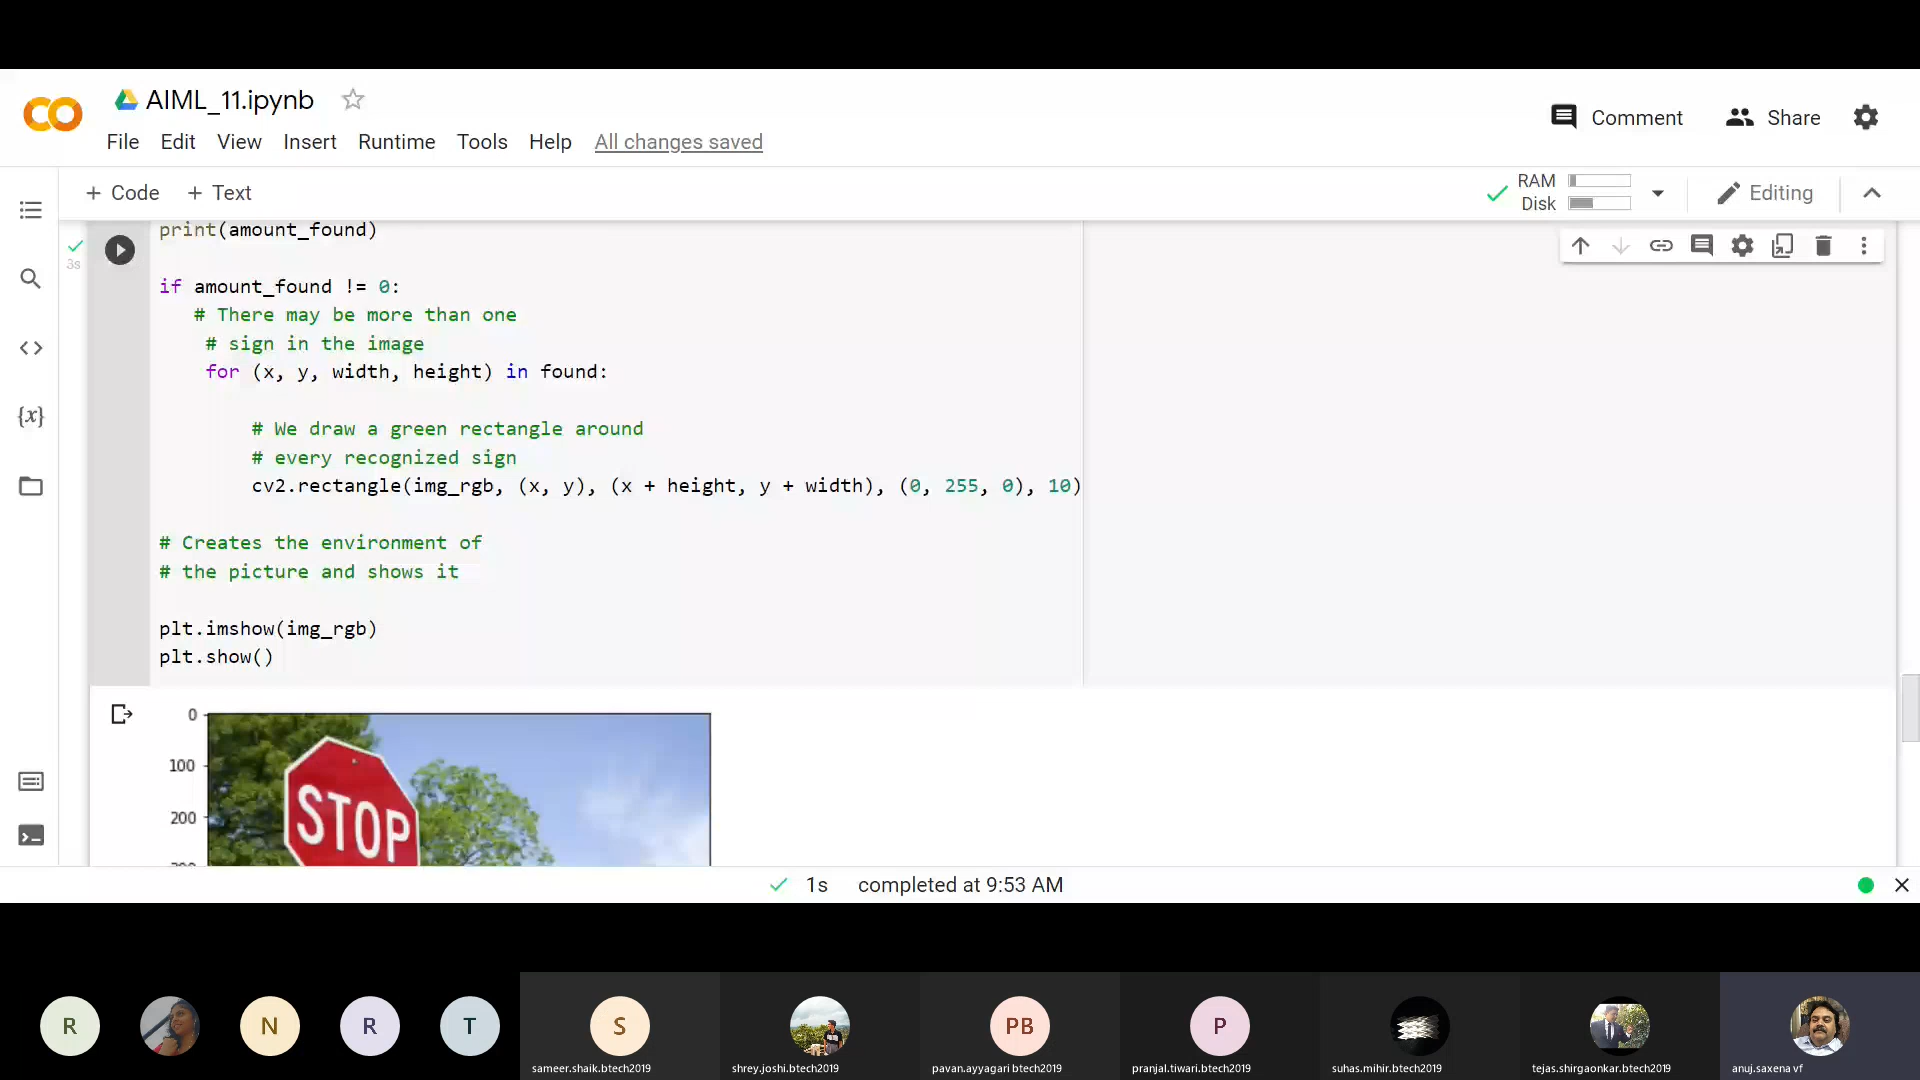 AIML_11.ipynb
Comment
Share
File Edit View Insert Runtime Tools Help All changes saved
+ Code + Text
RAM
Disk
Editing
print(amount_found)
3s
if amount_found != 0:
# There may be more than one
# sign in the image
for (x, y, width, height) in found:
{x}
# We draw a green rectangle around
# every recognized sign
cv2.rectangle(img_rgb, (x, y), (x + height, y + width), (0, 255, 0), 10)
# Creates the environment of
# the picture and shows it
plt.imshow(img_rgb)
plt.show()
0
100
200
STOP
1s completed at 9:53 AM
R N R T S PB P
sameer.shaik.btech2019
shrey.joshi.btech2019
pavan.ayyagari btech2019
pranjal.tiwari.btech2019
suhas.mihir.btech2019
tejas.shirgaonkar.btech2019
anuj.saxena vf